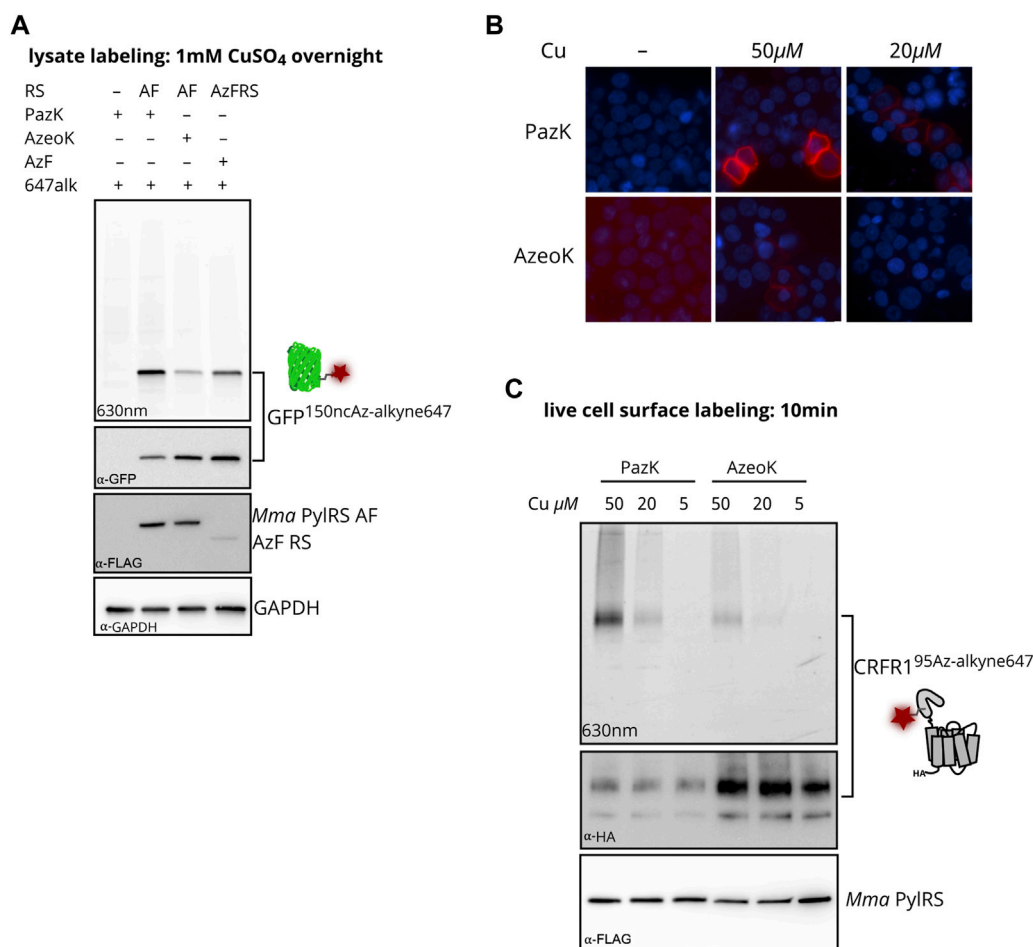 A
lysate labeling: 1mM CuSO4 overnight
RS – AF AF AzFRS
PazK + + – –
AzeoK – – + –
AzF – – – +
647alk + + + +
630nm
GFP150ncAz-alkyne647
α-GFP
Mma PylRS AF
AzF RS
α-FLAG
GAPDH
α-GAPDH
B
Cu – 50µM 20µM
PazK
AzeoK
C
live cell surface labeling: 10min
PazK AzeoK
Cu µM 50 20 5 50 20 5
630nm
CRFR195Az-alkyne647
HA
α-HA
Mma PylRS
α-FLAG